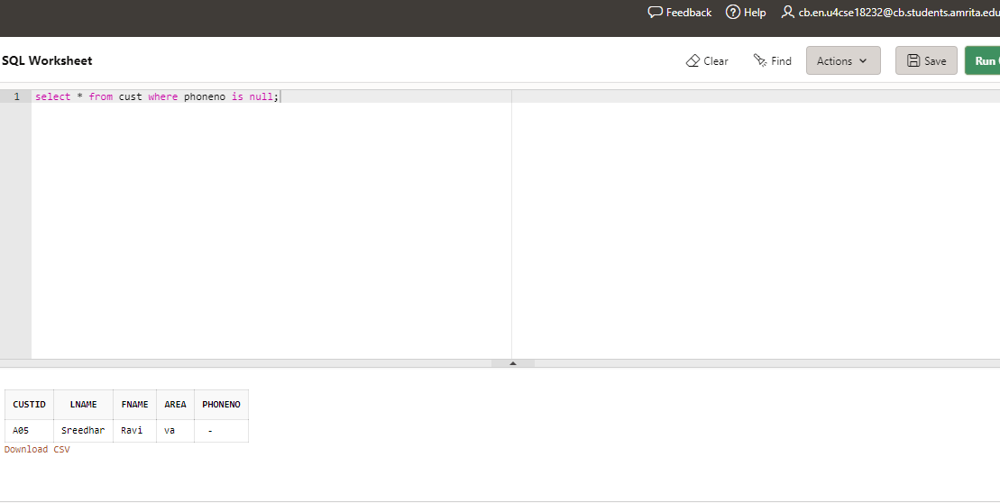 Feedback Help cb.en.u4cse18232@cb.students.amrita.edu
SQL Worksheet Clear Find Actions Save Run
1 select * from cust where phoneno is null;
CUSTID LNAME FNAME AREA PHONENO
A05 Sreedhar Ravi va -
Download CSV